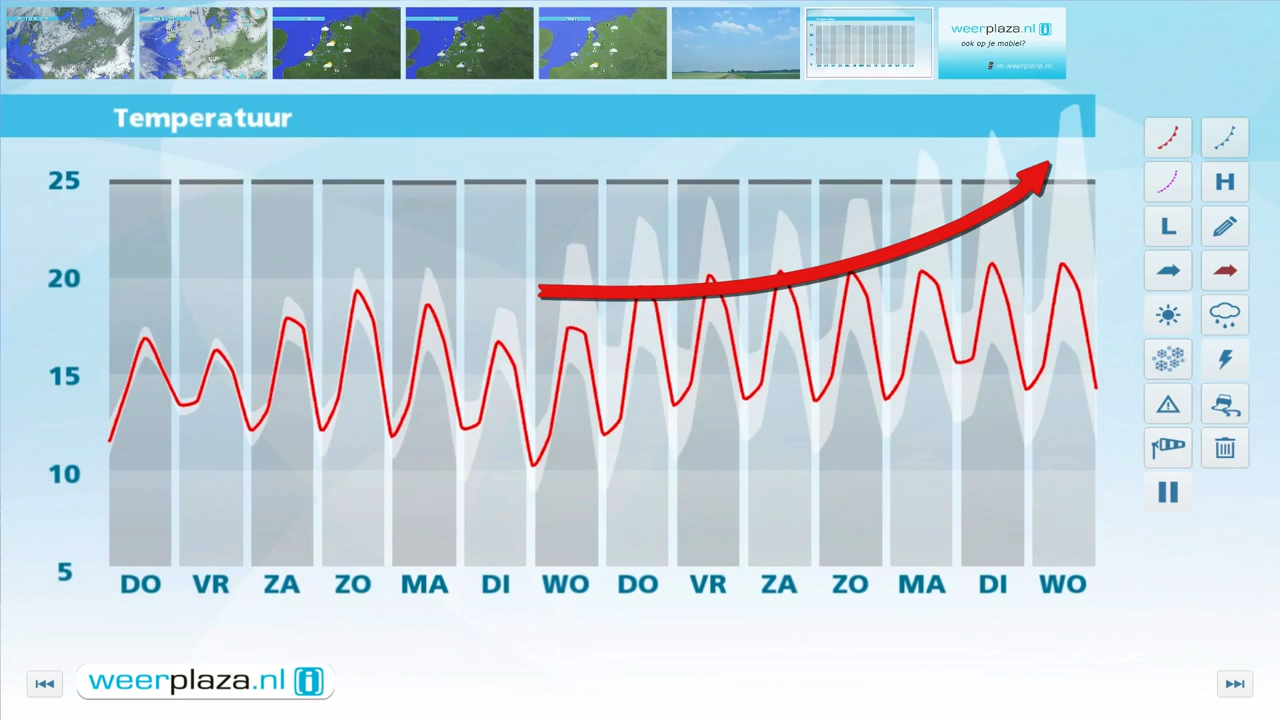 weerplaza.nl
ook op je mobiel?
m.weerplaza.nl
Temperatuur
25
20
15
10
5
DO VR ZA ZO MA DI WO DO VR ZA ZO MA DI WO
H
L
weerplaza.nl